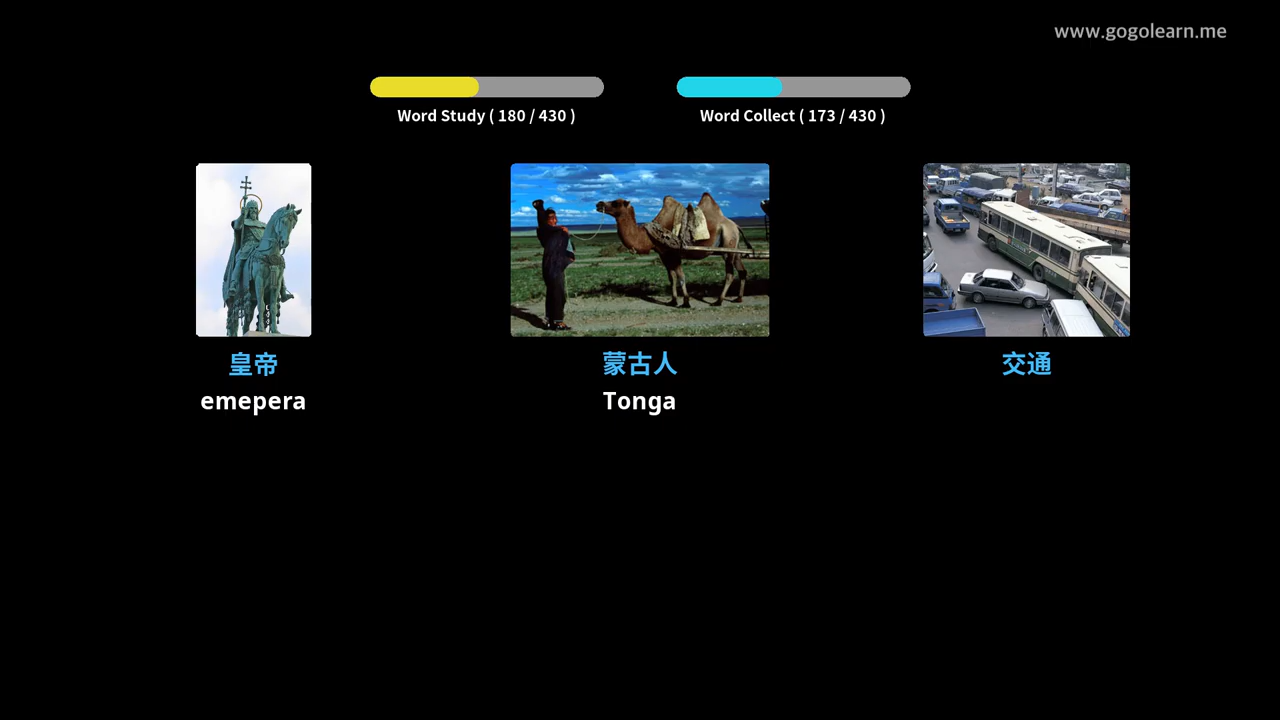 www.gogolearn.me
Word Study ( 180 / 430 )
Word Collect ( 173 / 430 )
皇帝
蒙古人
交通
emepera
Tonga